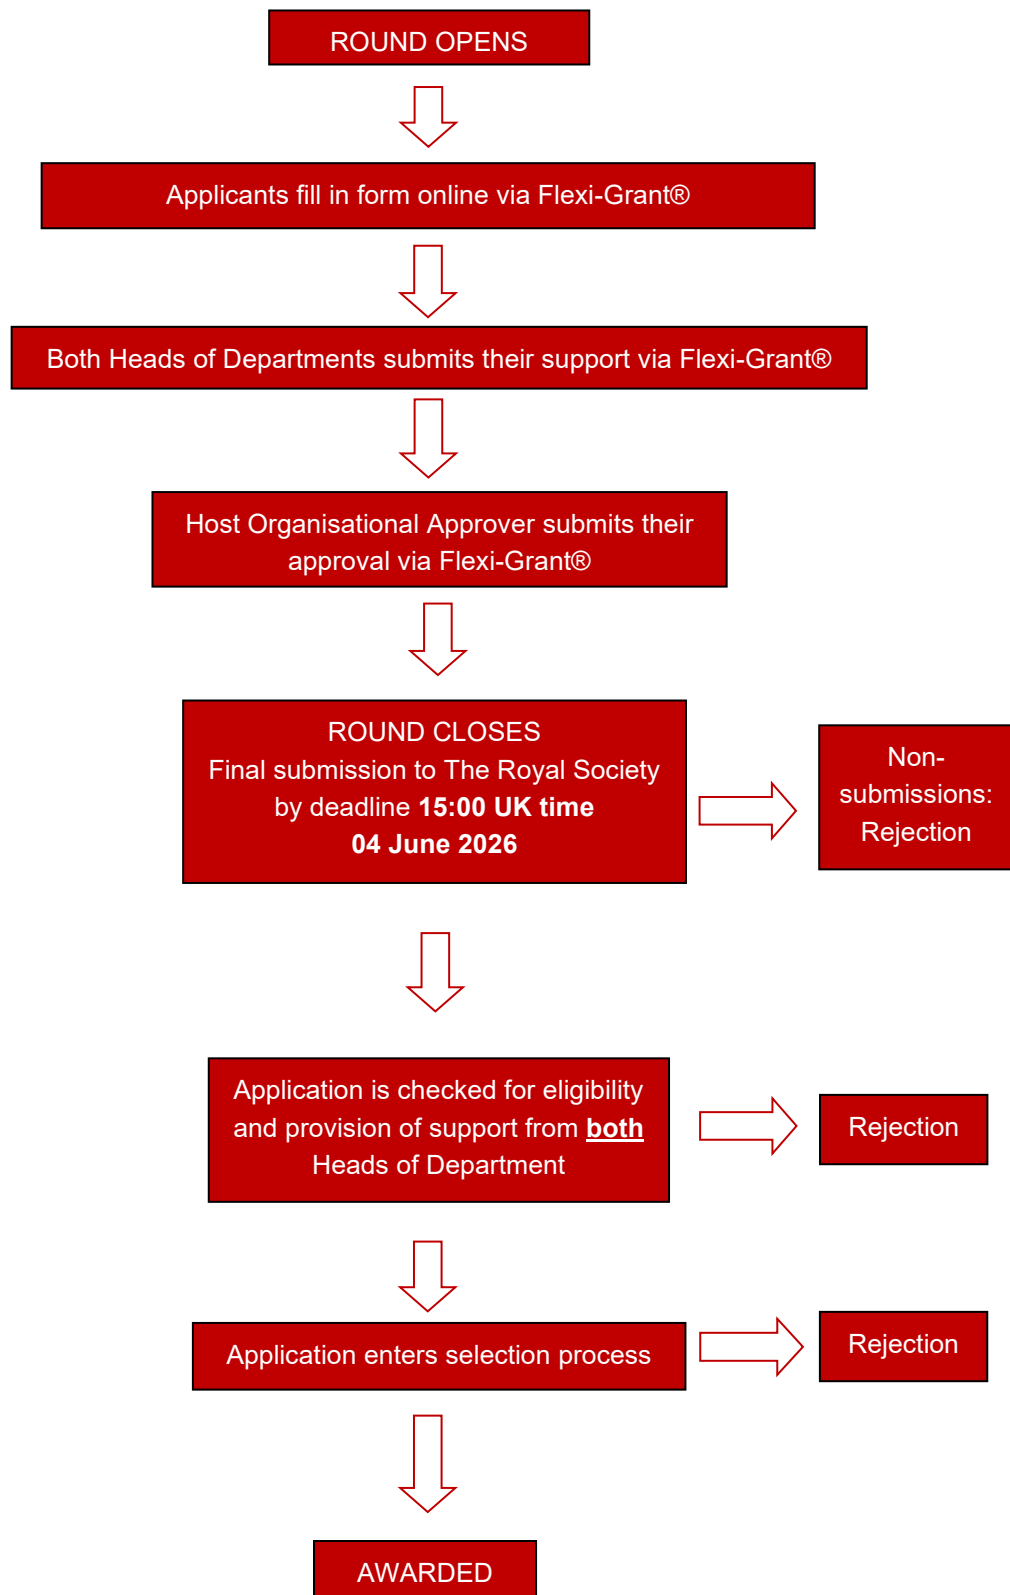 ROUND OPENS
Applicants fill in form online via Flexi-Grant®
Both Heads of Departments submits their support via Flexi-Grant®
Host Organisational Approver submits their
approval via Flexi-Grant®
ROUND CLOSES
Final submission to The Royal Society
by deadline 15:00 UK time
04 June 2026
Non-
submissions:
Rejection
Application is checked for eligibility
and provision of support from both
Heads of Department
Rejection
Application enters selection process
Rejection
AWARDED